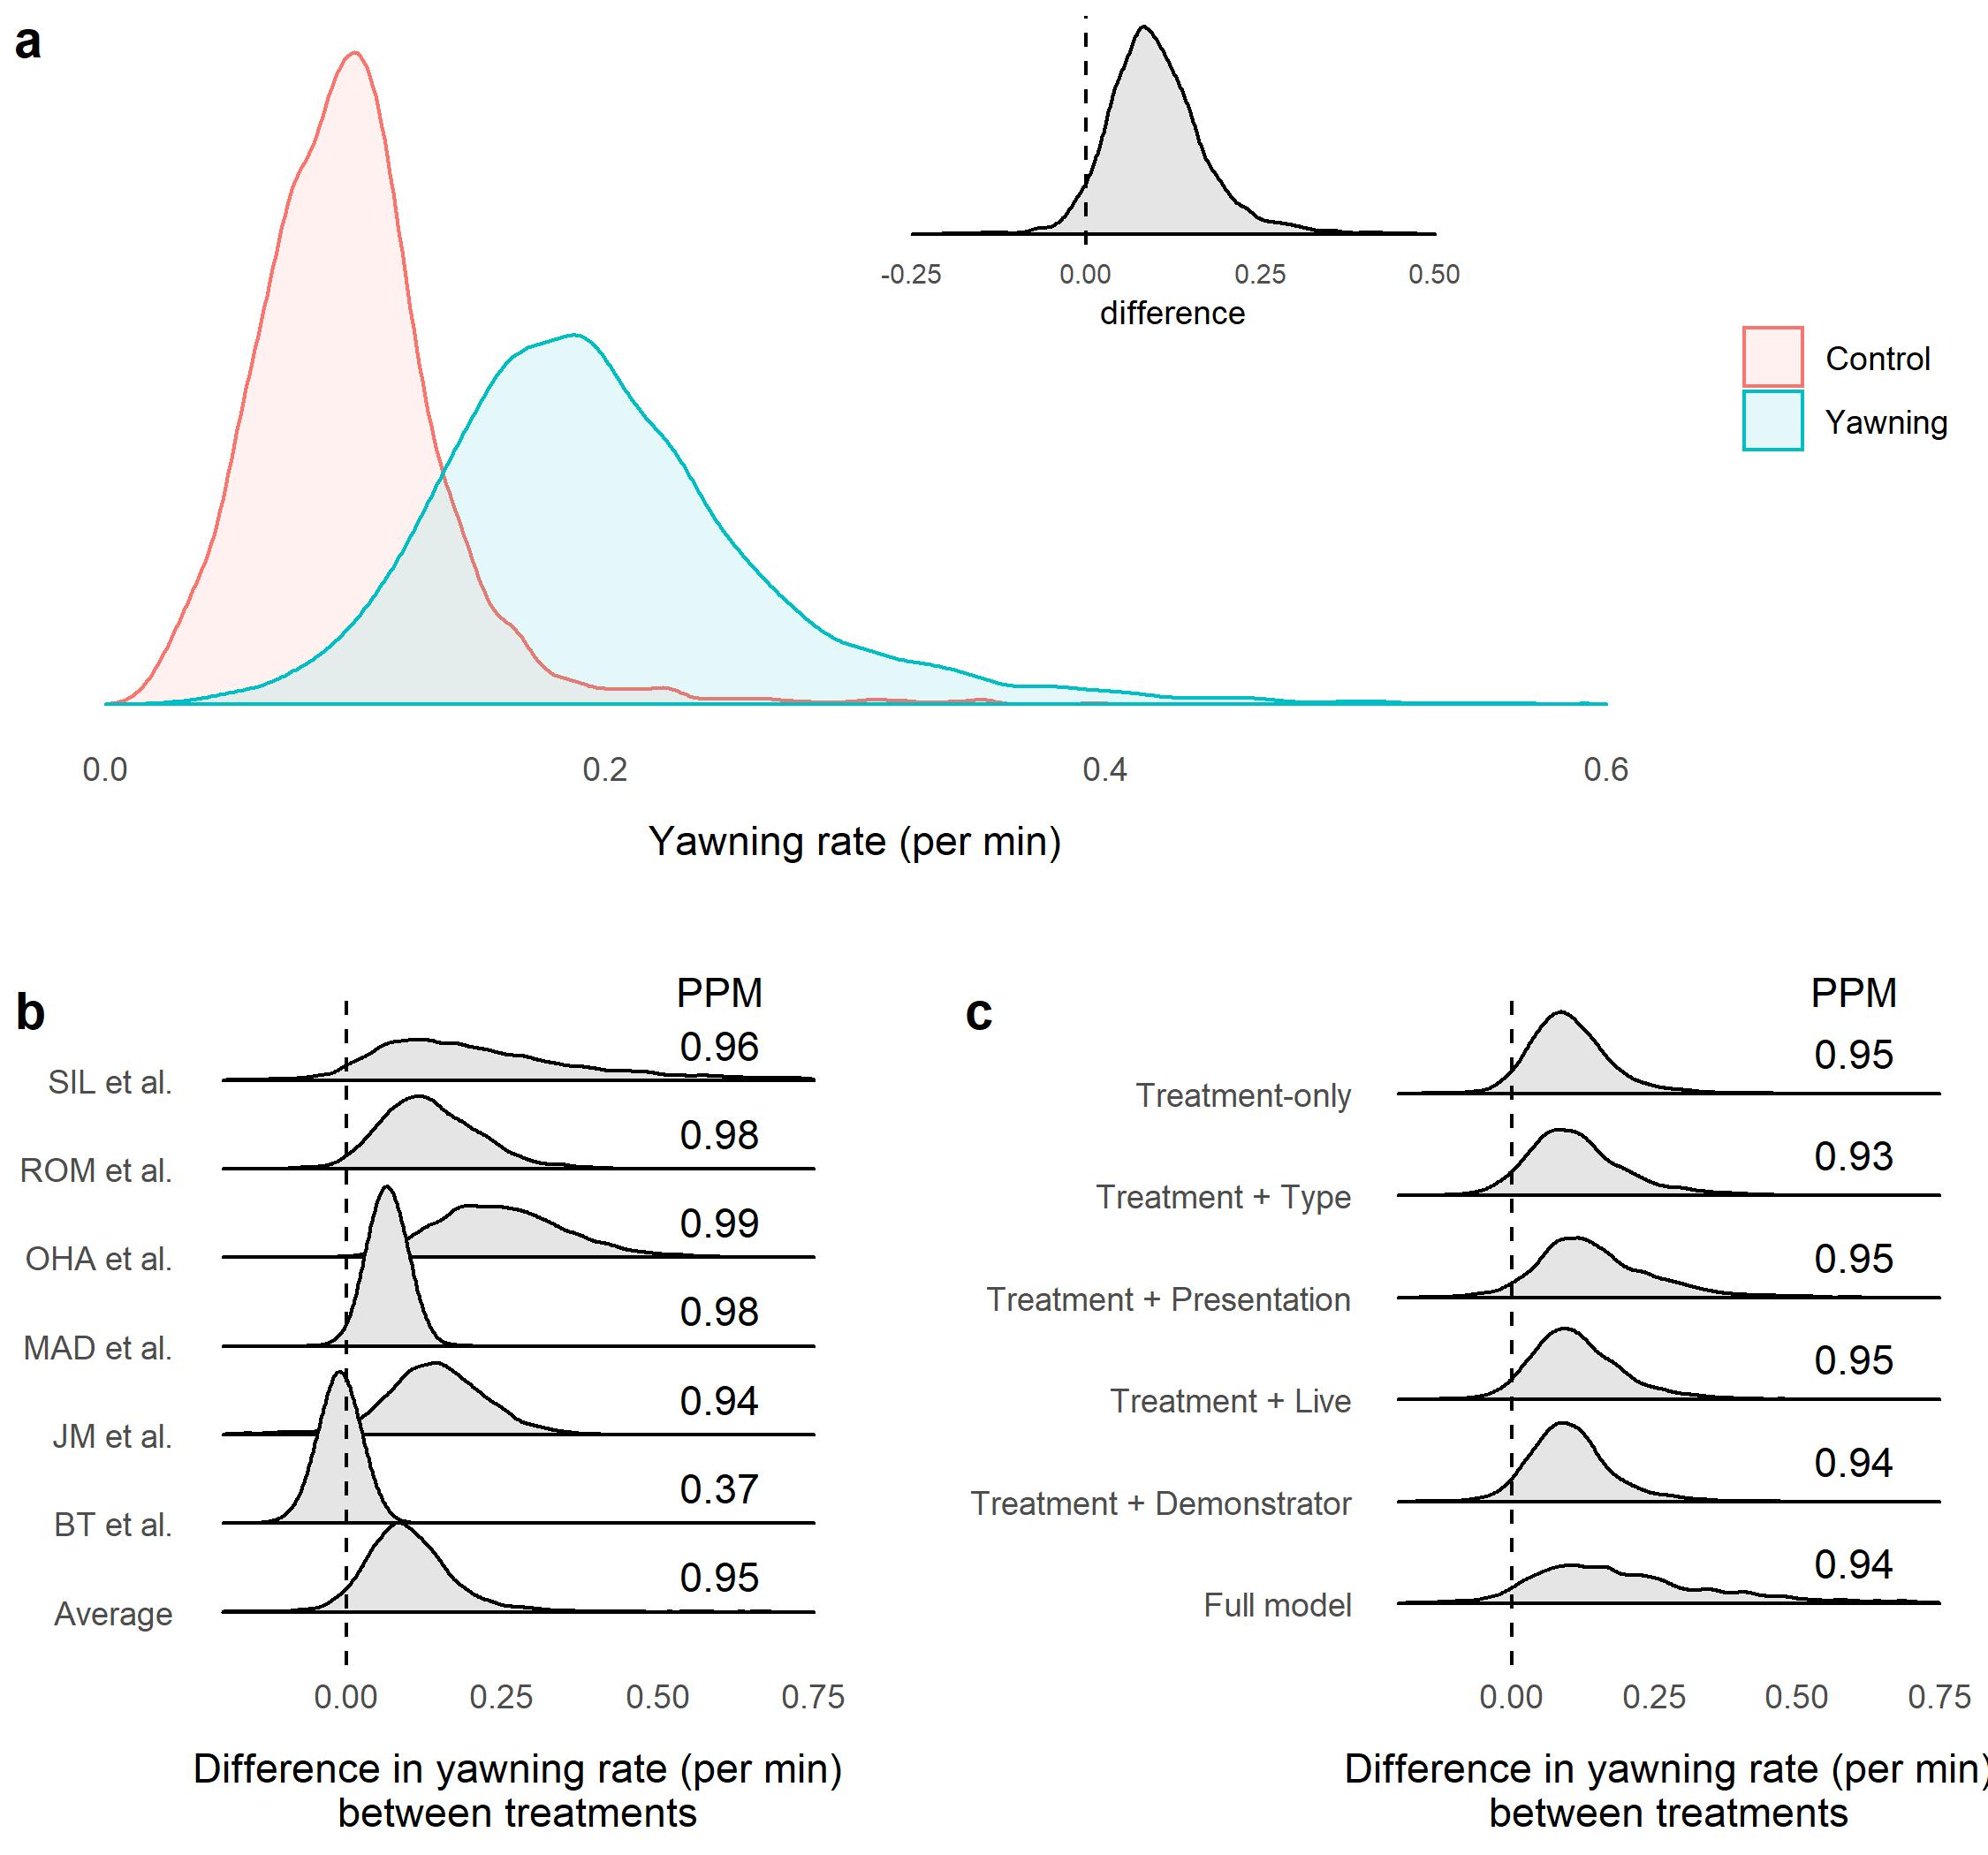 a
-0.25 0.00 0.25 0.50
difference
Control
Yawning
0.0 0.2 0.4 0.6
Yawning rate (per min)
b
PPM
SIL et al. 0.96
ROM et al. 0.98
OHA et al. 0.99
MAD et al. 0.98
JM et al. 0.94
BT et al. 0.37
Average 0.95
0.00 0.25 0.50 0.75
Difference in yawning rate (per min)
between treatments
c
PPM
Treatment-only 0.95
Treatment + Type 0.93
Treatment + Presentation 0.95
Treatment + Live 0.95
Treatment + Demonstrator 0.94
Full model 0.94
0.00 0.25 0.50 0.75
Difference in yawning rate (per min)
between treatments